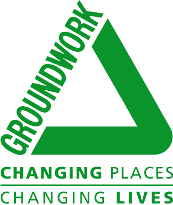 GROUNDWORK
CHANGING PLACES
CHANGING LIVES